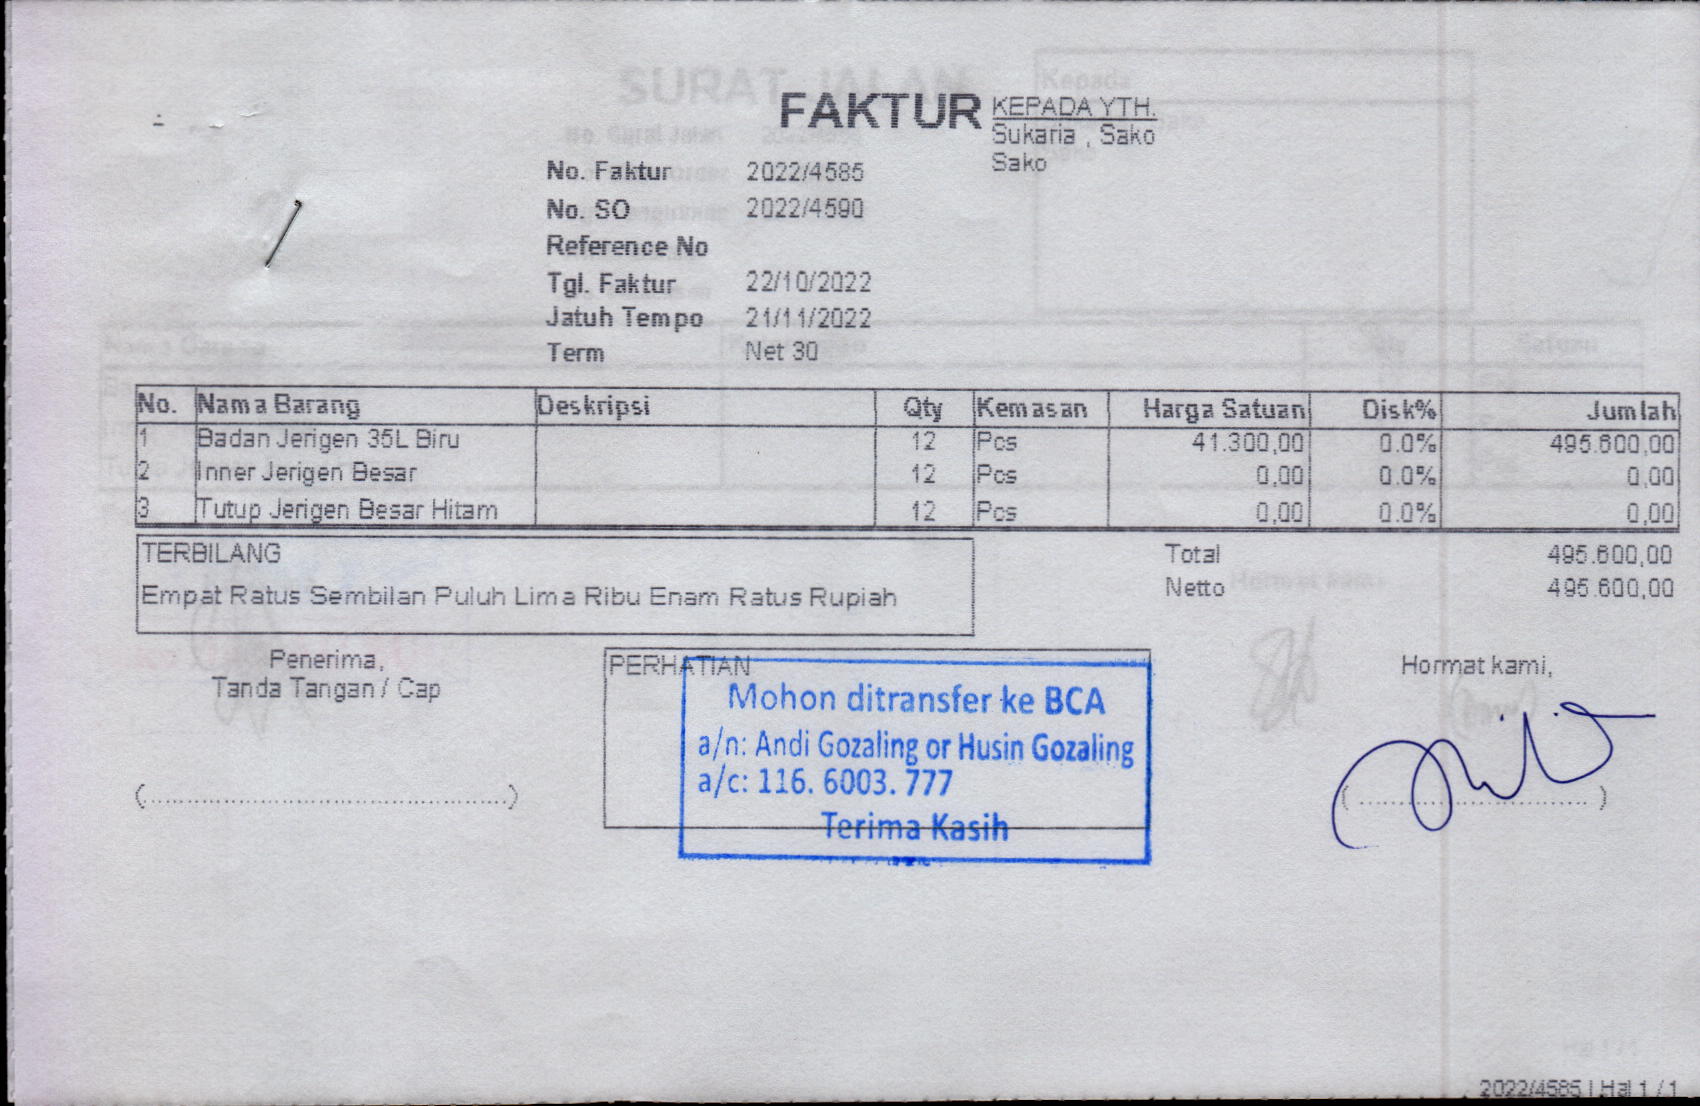 FAKTUR
KEPADA YTH.
Sukaria , Sako
Sako
No. Faktur 2022/4585
No. SO 2022/4590
Reference No
Tgl. Faktur 22/10/2022
Jatuh Tempo 21/11/2022
Term Net 30
No. Nama Barang Deskripsi Qty Kemasan Harga Satuan Disk% Jumlah
1 Badan Jerigen 35L Biru 12 Pcs 41.300,00 0.0% 495.600,00
2 Inner Jerigen Besar 12 Pcs 0,00 0.0% 0,00
3 Tutup Jerigen Besar Hitam 12 Pcs 0,00 0.0% 0,00
TERBILANG
Empat Ratus Sembilan Puluh Lima Ribu Enam Ratus Rupiah
Total 495.600,00
Netto 495.600,00
Penerima,
Tanda Tangan / Cap
PERHATIAN
Mohon ditransfer ke BCA
a/n: Andi Gozaling or Husin Gozaling
a/c: 116. 6003. 777
Terima Kasih
Hormat kami,
(............................................)
(............................)
2022/4585 | Hal 1 / 1
SURAT JALAN
Kepada